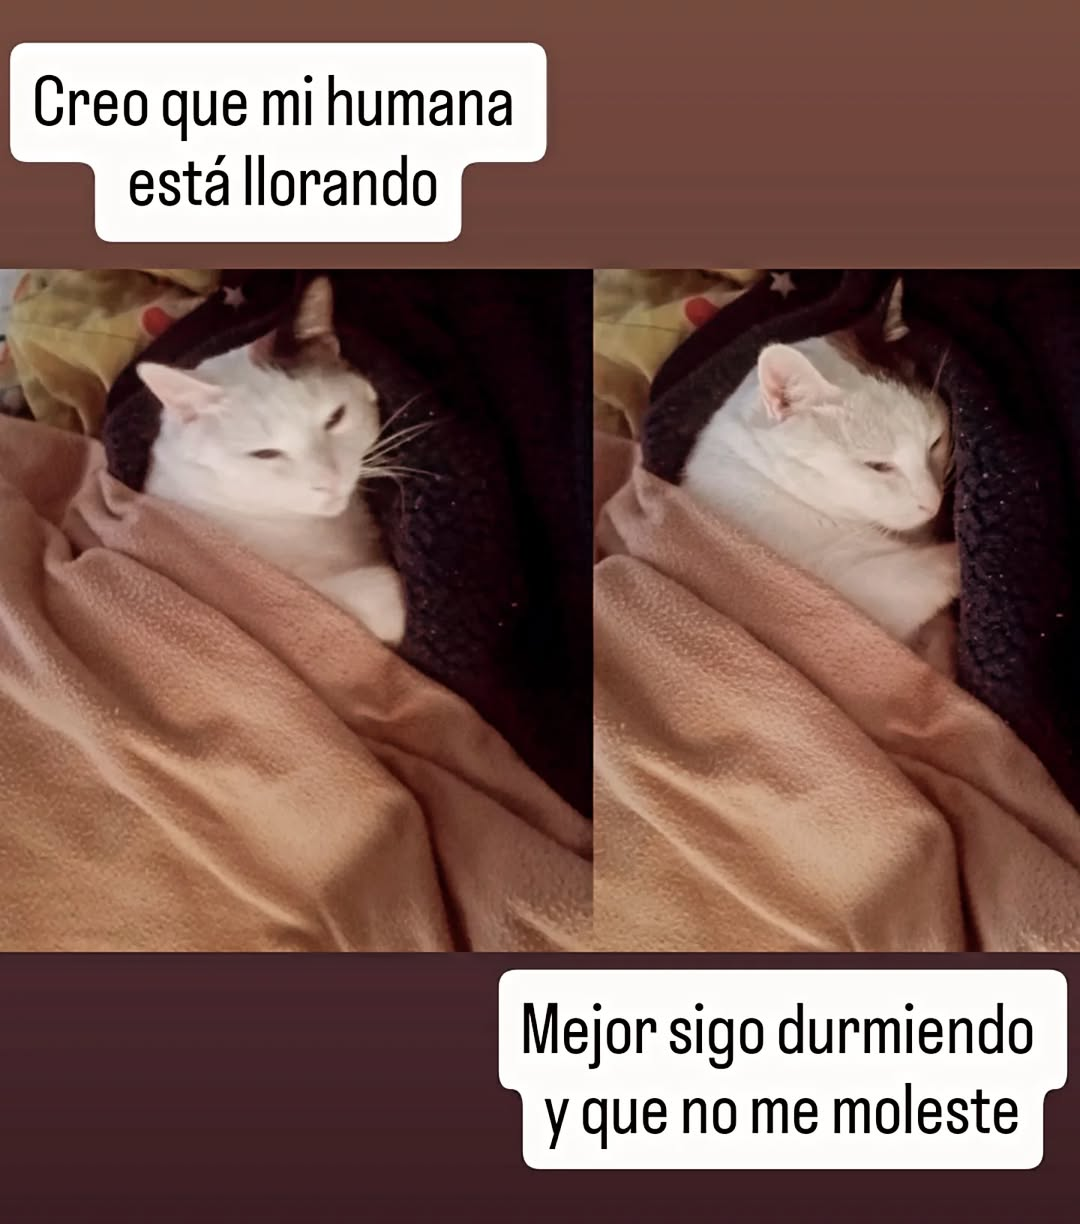 Creo que mi humana
está llorando
Mejor sigo durmiendo
y que no me moleste